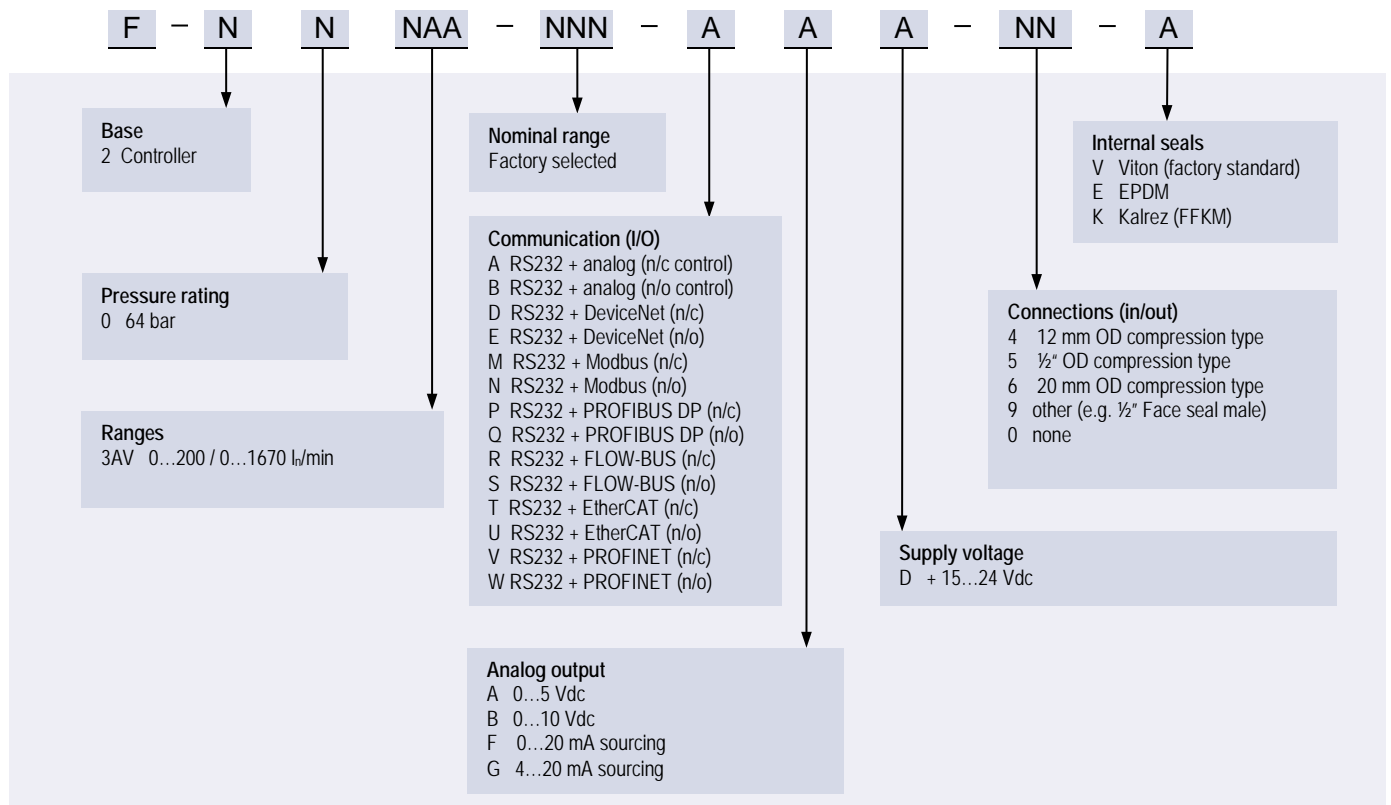 F – N N NAA – NNN - A A A – NN - A
Base
2 Controller
Pressure rating
0 64 bar
Ranges
3AV 0…200 / 0…1670 lₙ/min
Nominal range
Factory selected
Communication (I/O)
A RS232 + analog (n/c control)
B RS232 + analog (n/o control)
D RS232 + DeviceNet (n/c)
E RS232 + DeviceNet (n/o)
M RS232 + Modbus (n/c)
N RS232 + Modbus (n/o)
P RS232 + PROFIBUS DP (n/c)
Q RS232 + PROFIBUS DP (n/o)
R RS232 + FLOW-BUS (n/c)
S RS232 + FLOW-BUS (n/o)
T RS232 + EtherCAT (n/c)
U RS232 + EtherCAT (n/o)
V RS232 + PROFINET (n/c)
W RS232 + PROFINET (n/o)
Analog output
A 0…5 Vdc
B 0…10 Vdc
F 0…20 mA sourcing
G 4…20 mA sourcing
Supply voltage
D + 15…24 Vdc
Connections (in/out)
4 12 mm OD compression type
5 ½“ OD compression type
6 20 mm OD compression type
9 other (e.g. ½” Face seal male)
0 none
Internal seals
V Viton (factory standard)
E EPDM
K Kalrez (FFKM)